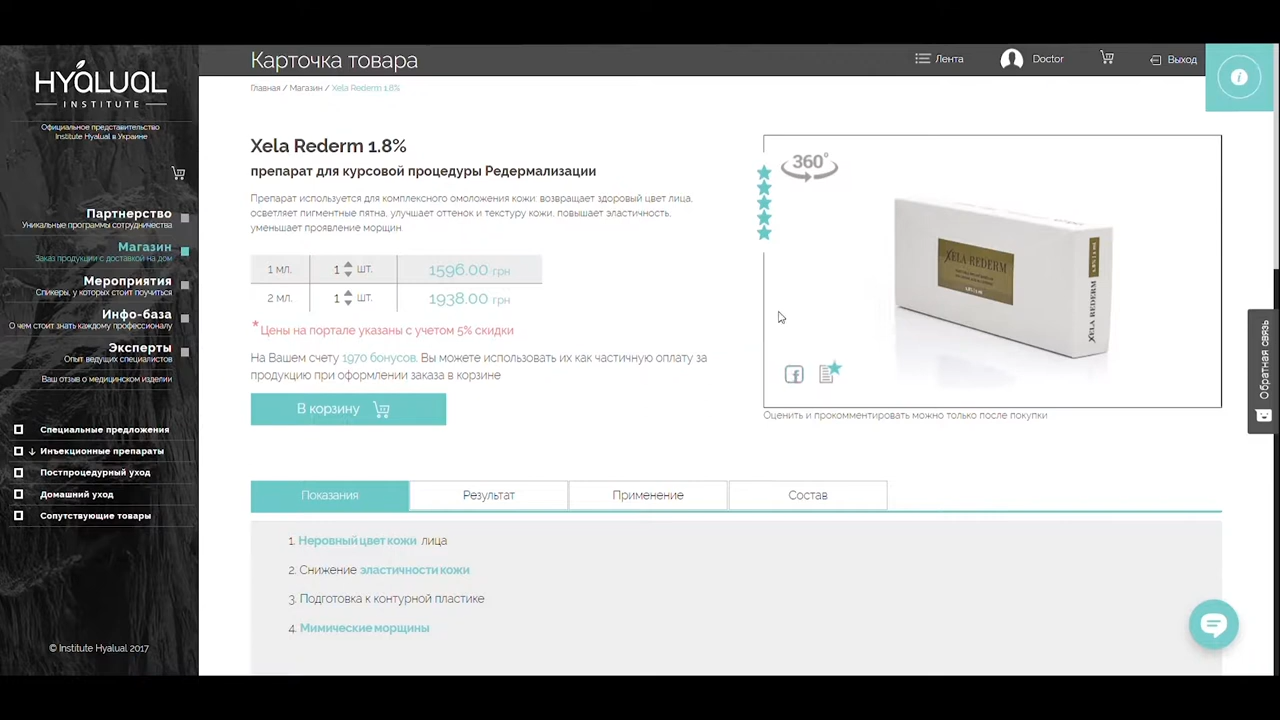 HYALUAL
INSTITUTE
Официальное представительство
Institute Hyalual в Украине
Партнерство
Уникальные программы сотрудничества
Магазин
Заказ продукции с доставкой на дом
Мероприятия
Спикеры, у которых стоит поучиться
Инфо-база
О чем стоит знать каждому профессионалу
Эксперты
Опыт ведущих специалистов
Ваш отзыв о медицинском изделии
Специальные предложения
↓ Инъекционные препараты
Постпроцедурный уход
Домашний уход
Сопутствующие товары
© Institute Hyalual 2017
Карточка товара
Лента
Doctor
Выход
Главная / Магазин / Xela Rederm 1.8%
Xela Rederm 1.8%
препарат для курсовой процедуры Редермализации
Препарат используется для комплексного омоложения кожи, возвращает здоровый цвет лица,
осветляет пигментные пятна, улучшает оттенок и текстуру кожи, повышает эластичность,
уменьшает проявление морщин.
1 мл. 1 шт. 1596.00 грн
2 мл. 1 шт. 1938.00 грн
* Цены на портале указаны с учетом 5% скидки
На Вашем счету 1970 бонусов. Вы можете использовать их как частичную оплату за
продукцию при оформлении заказа в корзине
В корзину
360°
XELA REDERM
XELA REDERM
Оценить и прокомментировать можно только после покупки
Обратная связь
Показания
Результат
Применение
Состав
1. Неровный цвет кожи лица
2. Снижение эластичности кожи
3. Подготовка к контурной пластике
4. Мимические морщины